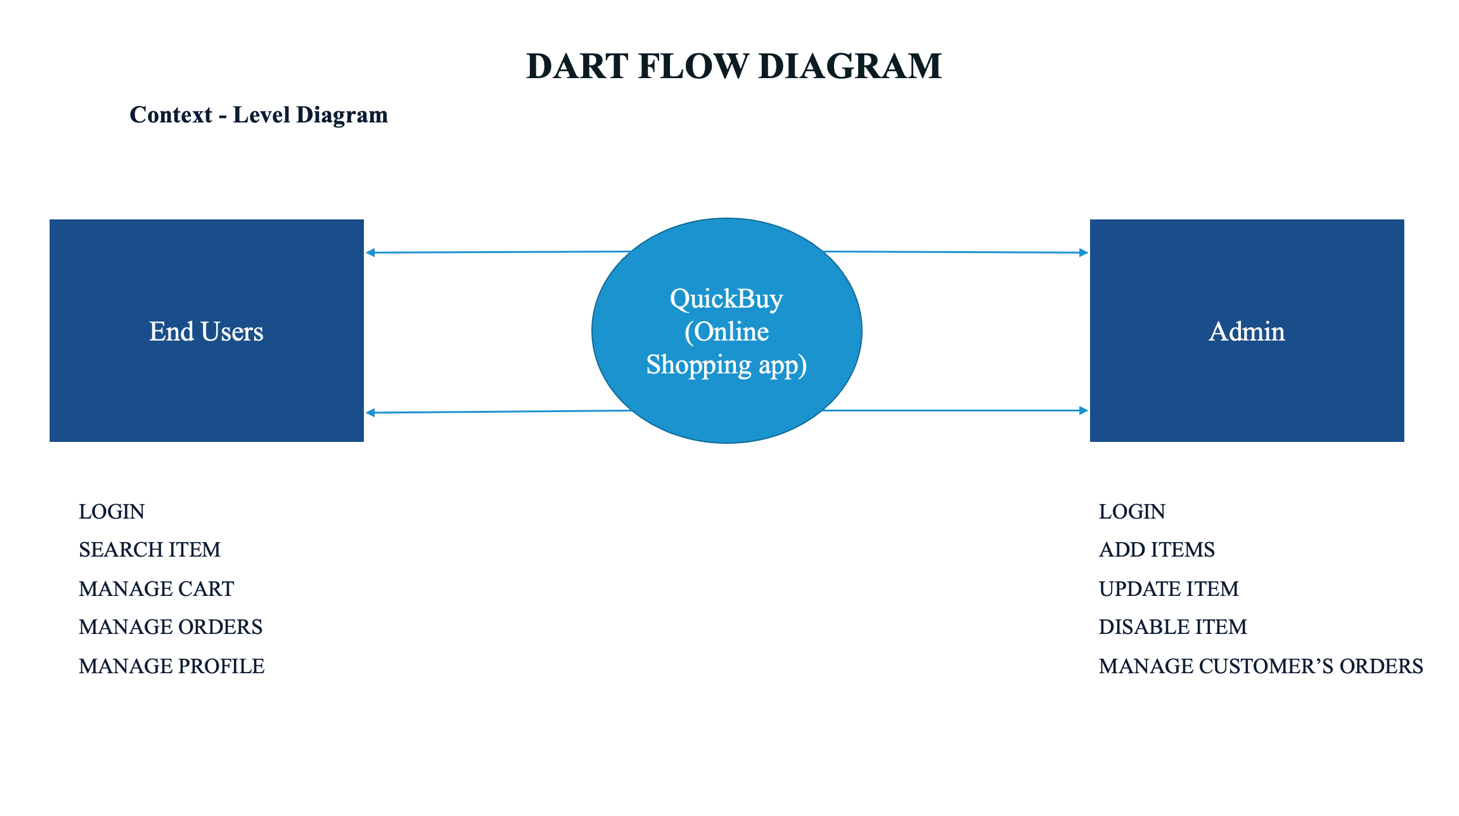 DART FLOW DIAGRAM
Context - Level Diagram
End Users
QuickBuy
(Online
Shopping app)
Admin
LOGIN
SEARCH ITEM
MANAGE CART
MANAGE ORDERS
MANAGE PROFILE
LOGIN
ADD ITEMS
UPDATE ITEM
DISABLE ITEM
MANAGE CUSTOMER’S ORDERS